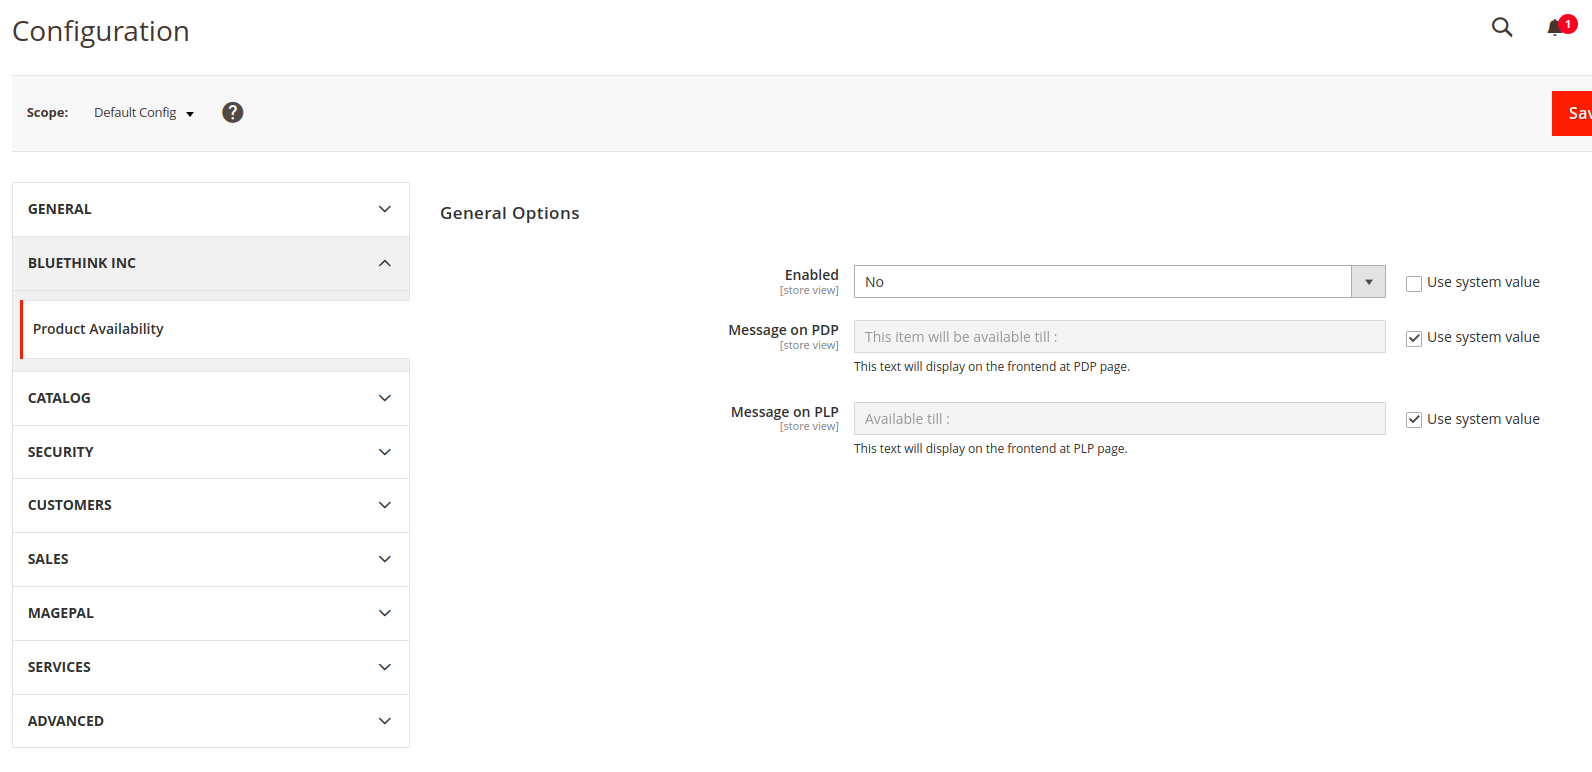 Configuration
1
Scope: Default Config ?
Sav
GENERAL
BLUETHINK INC
Product Availability
CATALOG
SECURITY
CUSTOMERS
SALES
MAGEPAL
SERVICES
ADVANCED
General Options
Enabled
[store view]
No
Use system value
Message on PDP
[store view]
This item will be available till :
Use system value
This text will display on the frontend at PDP page.
Message on PLP
[store view]
Available till :
Use system value
This text will display on the frontend at PLP page.